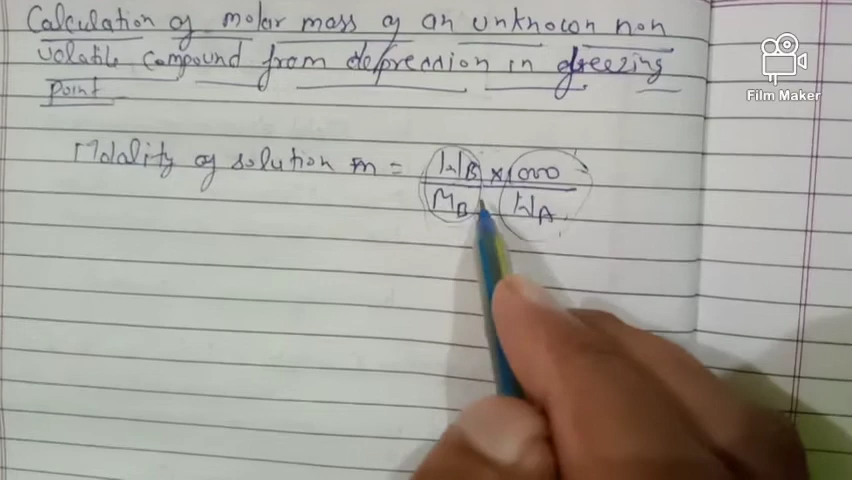 Calculation of molar mass of an unknown non
volatile compound from depression in freezing
point
Molality of solution m = WB × 1000
MB WA
Film Maker